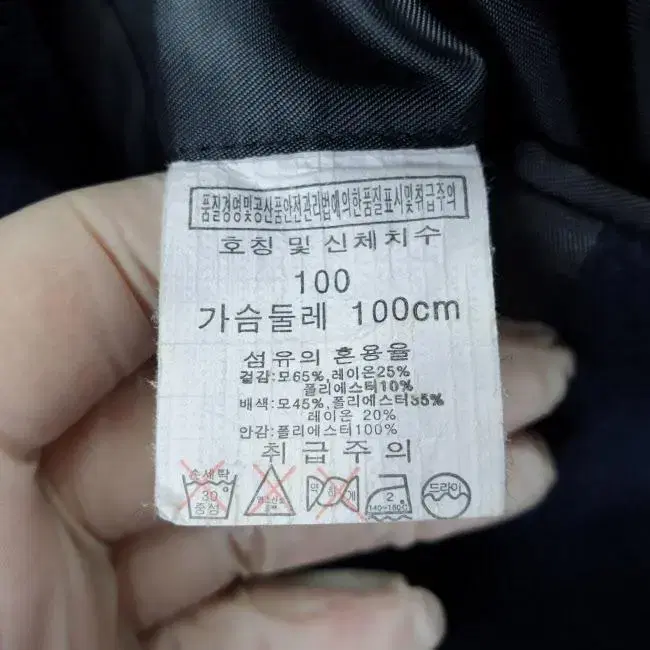 품질경영및공산품안전관리법에의한품질표시및취급주의
호칭 및 신체치수
100
가슴둘레 100cm
섬유의 혼용율
겉감:모65%,레이온25%
폴리에스터10%
배색:모45%,폴리에스터35%
레이온 20%
안감:폴리에스터100%
취급주의
손세탁 30 중성
2 140~160℃
드라이